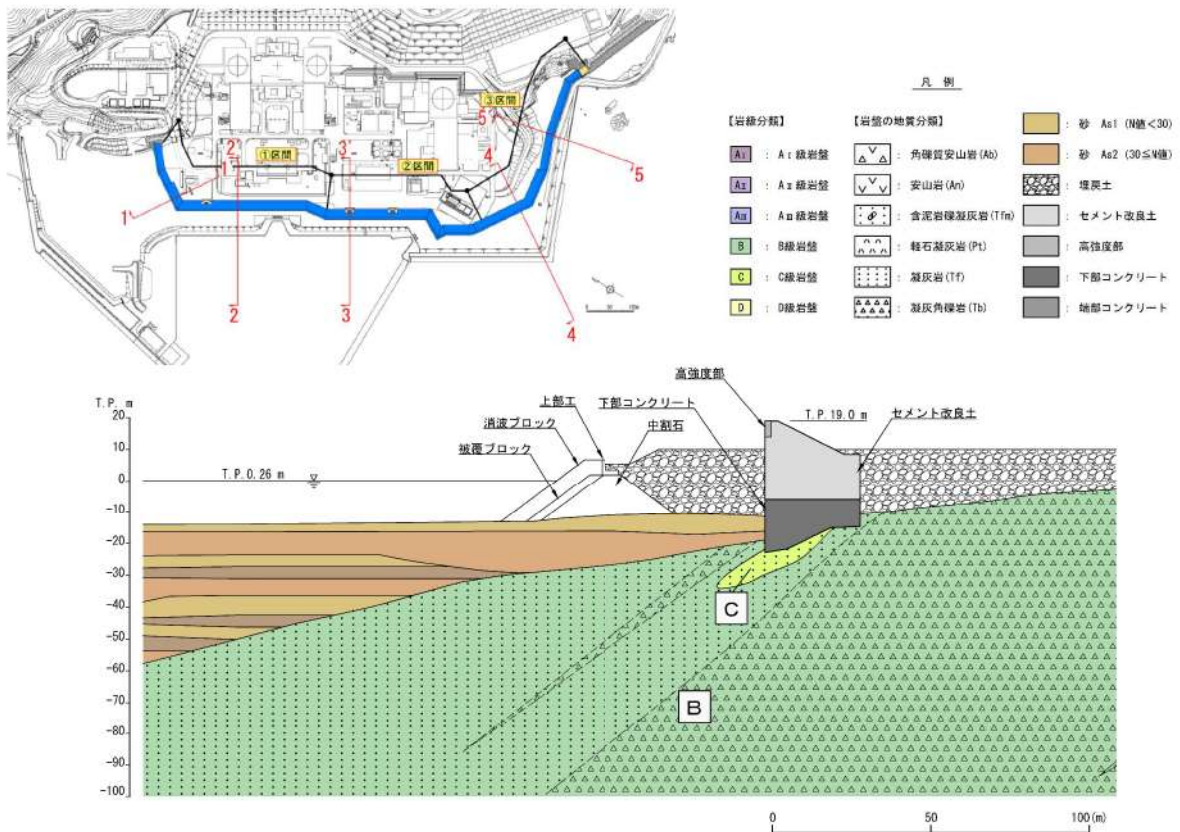 ①区間
②区間
③区間
1
1'
2'
2
3'
3
4
4
5
5
凡 例
【岩級分類】
AⅠ : AⅠ級岩盤
AⅡ : AⅡ級岩盤
AⅢ : AⅢ級岩盤
B : B級岩盤
C : C級岩盤
D : D級岩盤
【岩盤の地質分類】
: 角礫質安山岩(Ab)
: 安山岩(An)
: 含泥岩礫凝灰岩(Tfm)
: 軽石凝灰岩(Pt)
: 凝灰岩(Tf)
: 凝灰角礫岩(Tb)
: 砂 As1 (N値<30)
: 砂 As2 (30≦N値)
: 埋戻土
: セメント改良土
: 高強度部
: 下部コンクリート
: 端部コンクリート
T.P. m
20
10
0
-10
-20
-30
-40
-50
-60
-70
-80
-90
-100
T.P.0.26 m
被覆ブロック
消波ブロック
上部工
中割石
下部コンクリート
高強度部
T.P.19.0 m
セメント改良土
C
B
0
50
100(m)